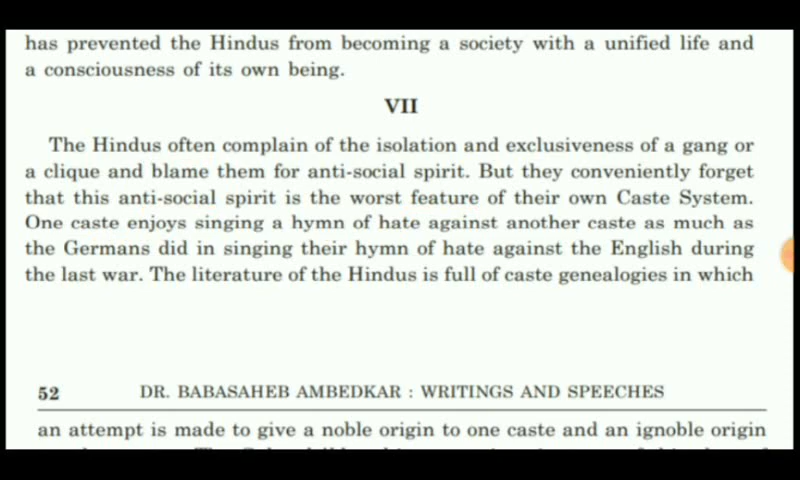 has prevented the Hindus from becoming a society with a unified life and
a consciousness of its own being.
VII
The Hindus often complain of the isolation and exclusiveness of a gang or
a clique and blame them for anti-social spirit. But they conveniently forget
that this anti-social spirit is the worst feature of their own Caste System.
One caste enjoys singing a hymn of hate against another caste as much as
the Germans did in singing their hymn of hate against the English during
the last war. The literature of the Hindus is full of caste genealogies in which
52 DR. BABASAHEB AMBEDKAR : WRITINGS AND SPEECHES
an attempt is made to give a noble origin to one caste and an ignoble origin